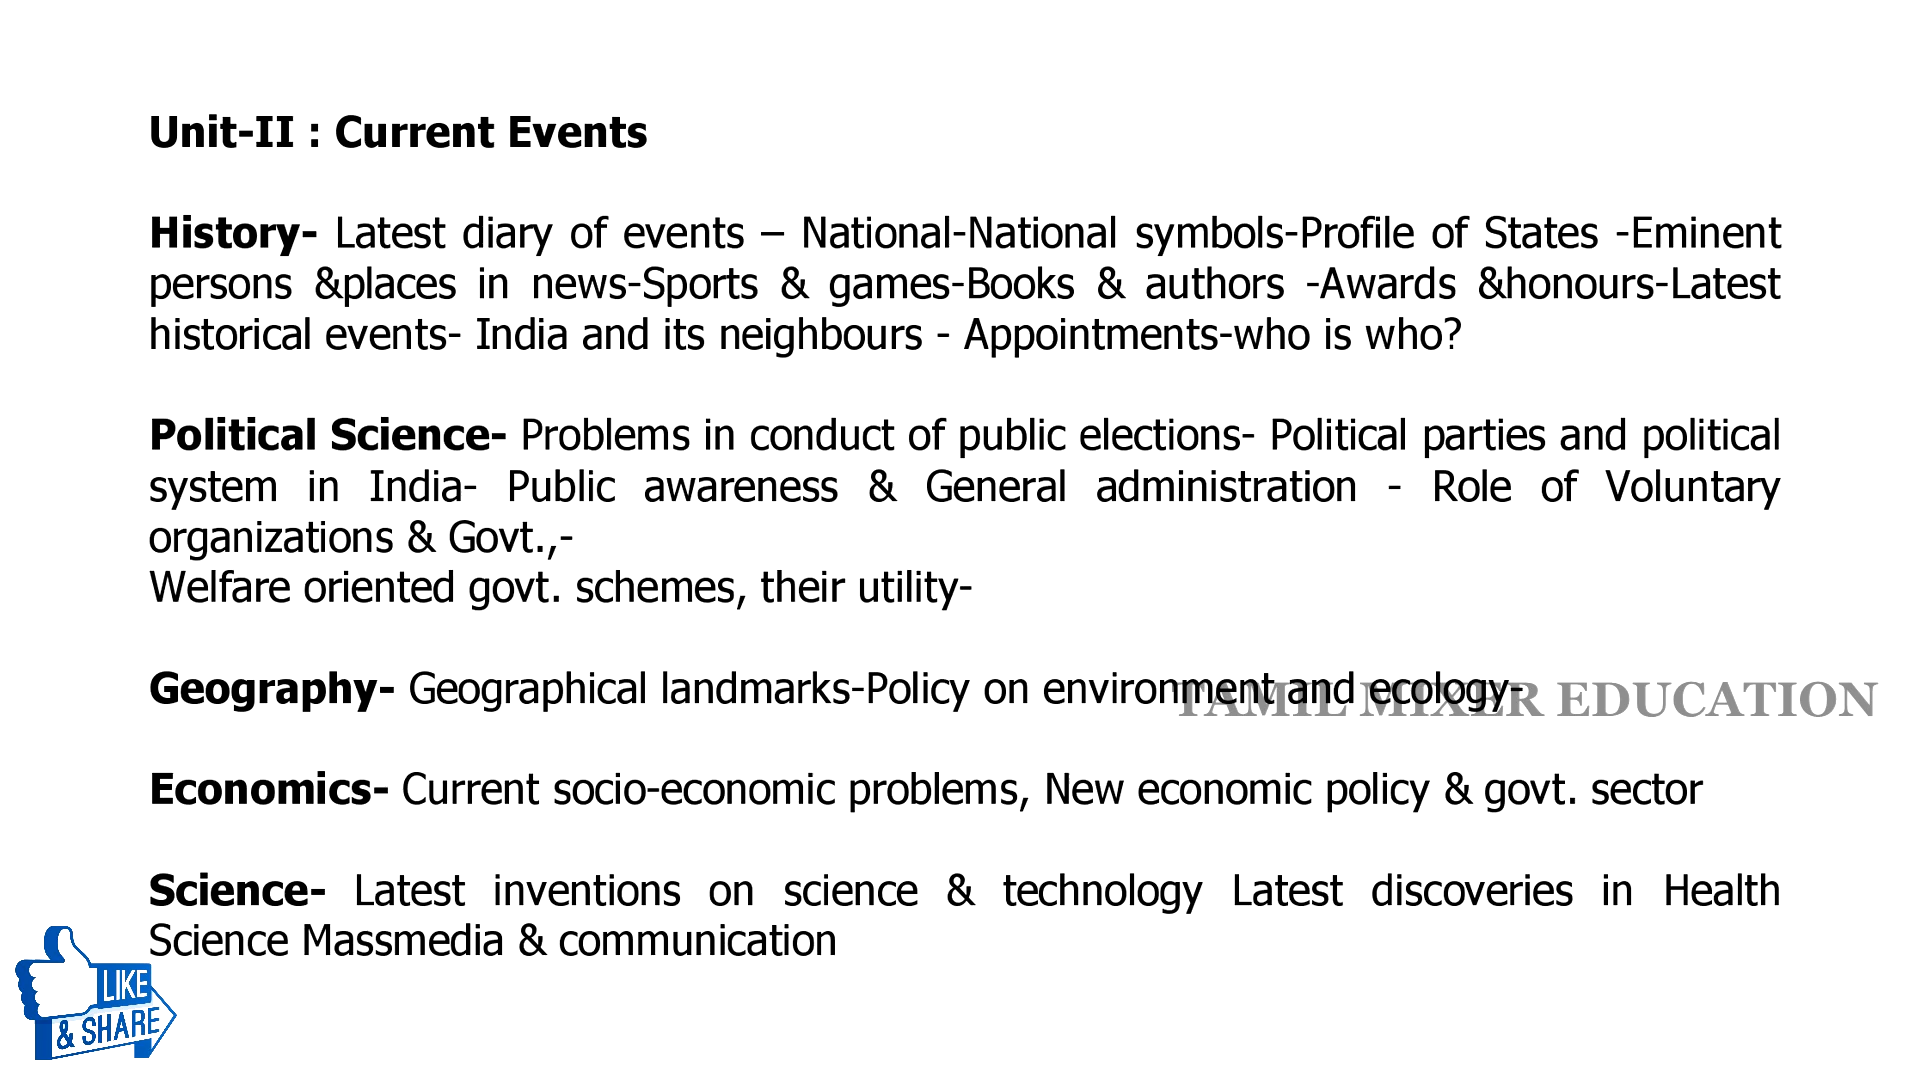 Unit-II : Current Events
History- Latest diary of events – National-National symbols-Profile of States -Eminent
persons &places in news-Sports & games-Books & authors -Awards &honours-Latest
historical events- India and its neighbours - Appointments-who is who?
Political Science- Problems in conduct of public elections- Political parties and political
system in India- Public awareness & General administration - Role of Voluntary
organizations & Govt.,-
Welfare oriented govt. schemes, their utility-
Geography- Geographical landmarks-Policy on environment and ecology-
TAMIL MIXER EDUCATION
Economics- Current socio-economic problems, New economic policy & govt. sector
Science- Latest inventions on science & technology Latest discoveries in Health
Science Massmedia & communication
LIKE
& SHARE